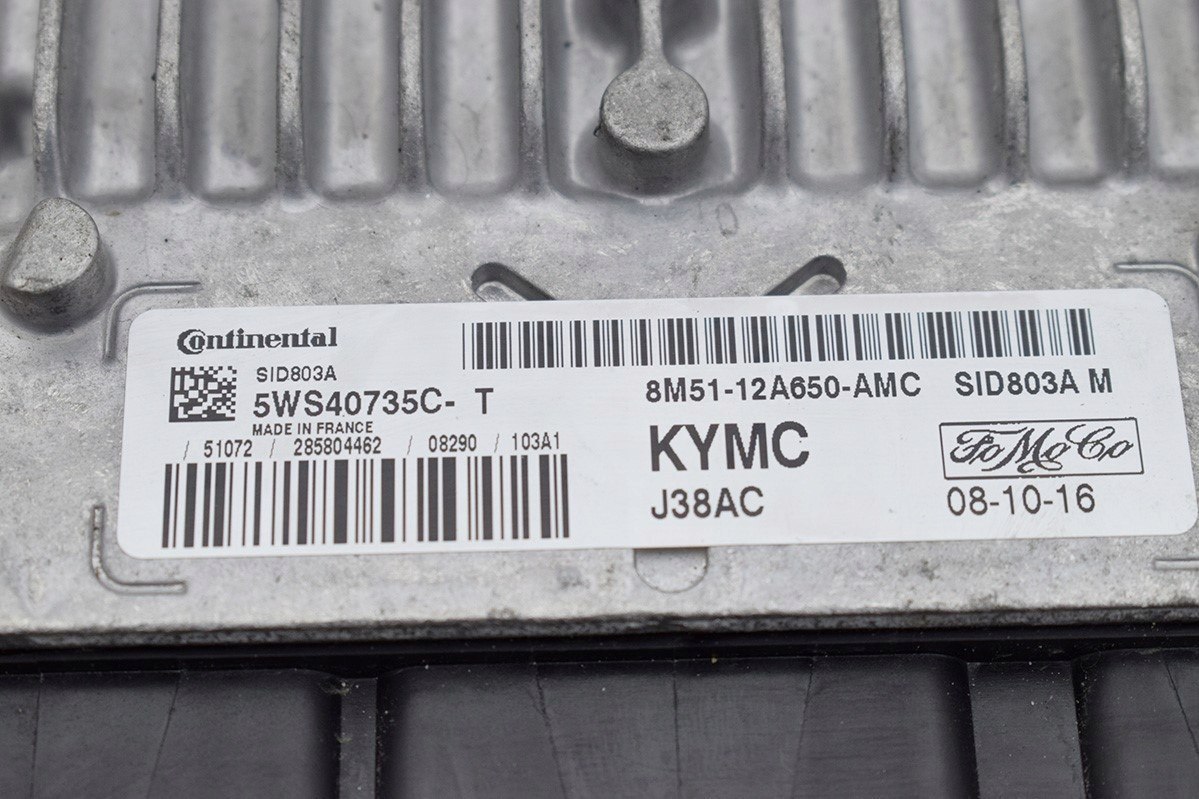 Continental
SID803A
5WS40735C- T
MADE IN FRANCE
/ 51072 / 285804462 / 08290 / 103A1
8M51-12A650-AMC SID803A M
KYMC
J38AC
FoMoCo
08-10-16